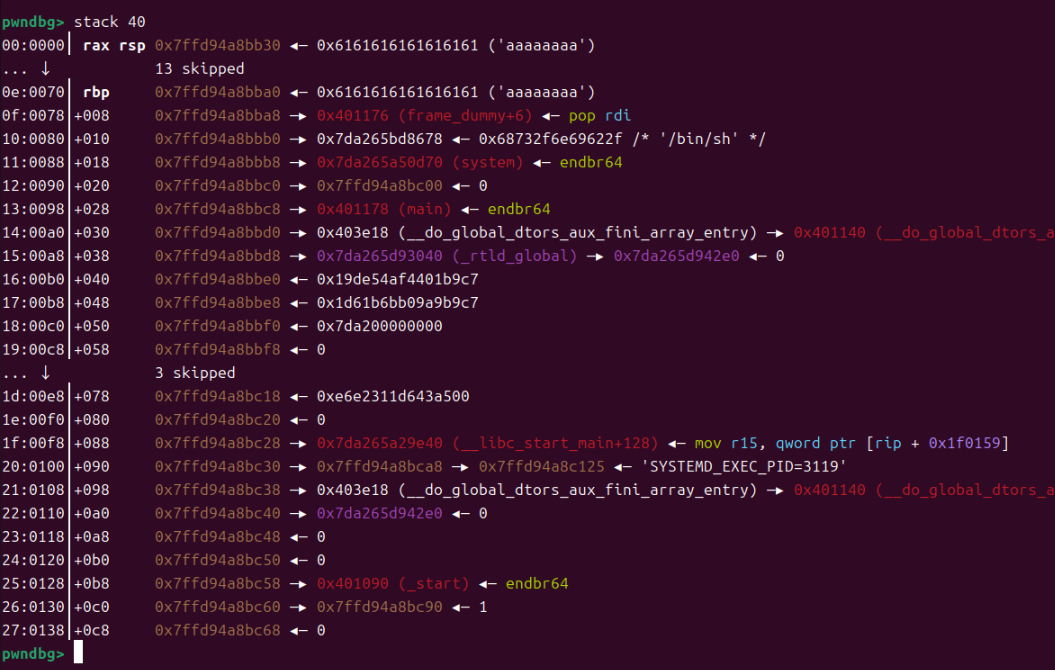 pwndbg> stack 40
00:0000│ rax rsp 0x7ffd94a8bb30 ◂— 0x6161616161616161 ('aaaaaaaa')
... ↓ 13 skipped
0e:0070│ rbp 0x7ffd94a8bba0 ◂— 0x6161616161616161 ('aaaaaaaa')
0f:0078│+008 0x7ffd94a8bba8 —▸ 0x401176 (frame_dummy+6) ◂— pop rdi
10:0080│+010 0x7ffd94a8bbb0 —▸ 0x7da265bd8678 ◂— 0x68732f6e69622f /* '/bin/sh' */
11:0088│+018 0x7ffd94a8bbb8 —▸ 0x7da265a50d70 (system) ◂— endbr64
12:0090│+020 0x7ffd94a8bbc0 —▸ 0x7ffd94a8bc00 ◂— 0
13:0098│+028 0x7ffd94a8bbc8 —▸ 0x401178 (main) ◂— endbr64
14:00a0│+030 0x7ffd94a8bbd0 —▸ 0x403e18 (__do_global_dtors_aux_fini_array_entry) —▸ 0x401140 (__do_global_dtors_a
15:00a8│+038 0x7ffd94a8bbd8 —▸ 0x7da265d93040 (_rtld_global) —▸ 0x7da265d942e0 ◂— 0
16:00b0│+040 0x7ffd94a8bbe0 ◂— 0x19de54af4401b9c7
17:00b8│+048 0x7ffd94a8bbe8 ◂— 0x1d61b6bb09a9b9c7
18:00c0│+050 0x7ffd94a8bbf0 ◂— 0x7da200000000
19:00c8│+058 0x7ffd94a8bbf8 ◂— 0
... ↓ 3 skipped
1d:00e8│+078 0x7ffd94a8bc18 ◂— 0xe6e2311d643a500
1e:00f0│+080 0x7ffd94a8bc20 ◂— 0
1f:00f8│+088 0x7ffd94a8bc28 —▸ 0x7da265a29e40 (__libc_start_main+128) ◂— mov r15, qword ptr [rip + 0x1f0159]
20:0100│+090 0x7ffd94a8bc30 —▸ 0x7ffd94a8bca8 —▸ 0x7ffd94a8c125 ◂— 'SYSTEMD_EXEC_PID=3119'
21:0108│+098 0x7ffd94a8bc38 —▸ 0x403e18 (__do_global_dtors_aux_fini_array_entry) —▸ 0x401140 (__do_global_dtors_a
22:0110│+0a0 0x7ffd94a8bc40 —▸ 0x7da265d942e0 ◂— 0
23:0118│+0a8 0x7ffd94a8bc48 ◂— 0
24:0120│+0b0 0x7ffd94a8bc50 ◂— 0
25:0128│+0b8 0x7ffd94a8bc58 —▸ 0x401090 (_start) ◂— endbr64
26:0130│+0c0 0x7ffd94a8bc60 —▸ 0x7ffd94a8bc90 ◂— 1
27:0138│+0c8 0x7ffd94a8bc68 ◂— 0
pwndbg>